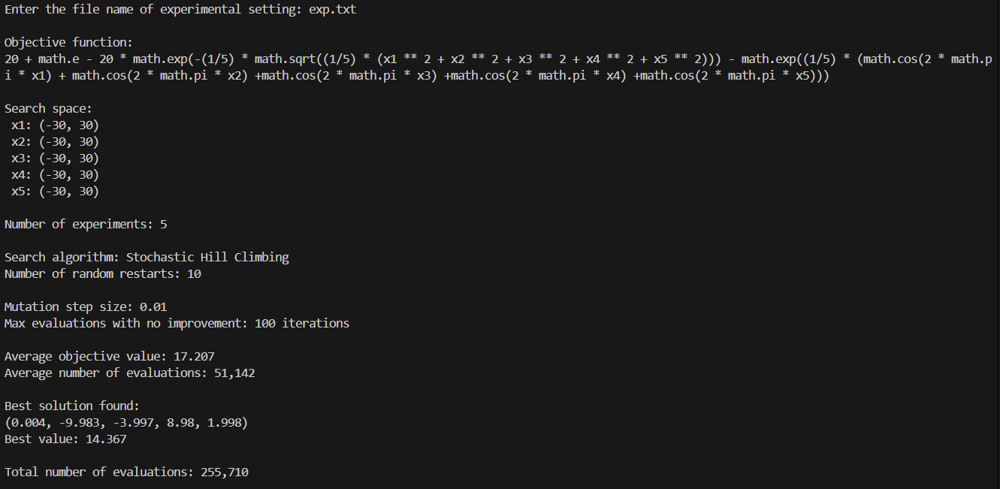 Enter the file name of experimental setting: exp.txt
Objective function:
20 + math.e - 20 * math.exp(-(1/5) * math.sqrt((1/5) * (x1 ** 2 + x2 ** 2 + x3 ** 2 + x4 ** 2 + x5 ** 2))) - math.exp((1/5) * (math.cos(2 * math.p
i * x1) + math.cos(2 * math.pi * x2) +math.cos(2 * math.pi * x3) +math.cos(2 * math.pi * x4) +math.cos(2 * math.pi * x5)))
Search space:
x1: (-30, 30)
x2: (-30, 30)
x3: (-30, 30)
x4: (-30, 30)
x5: (-30, 30)
Number of experiments: 5
Search algorithm: Stochastic Hill Climbing
Number of random restarts: 10
Mutation step size: 0.01
Max evaluations with no improvement: 100 iterations
Average objective value: 17.207
Average number of evaluations: 51,142
Best solution found:
(0.004, -9.983, -3.997, 8.98, 1.998)
Best value: 14.367
Total number of evaluations: 255,710